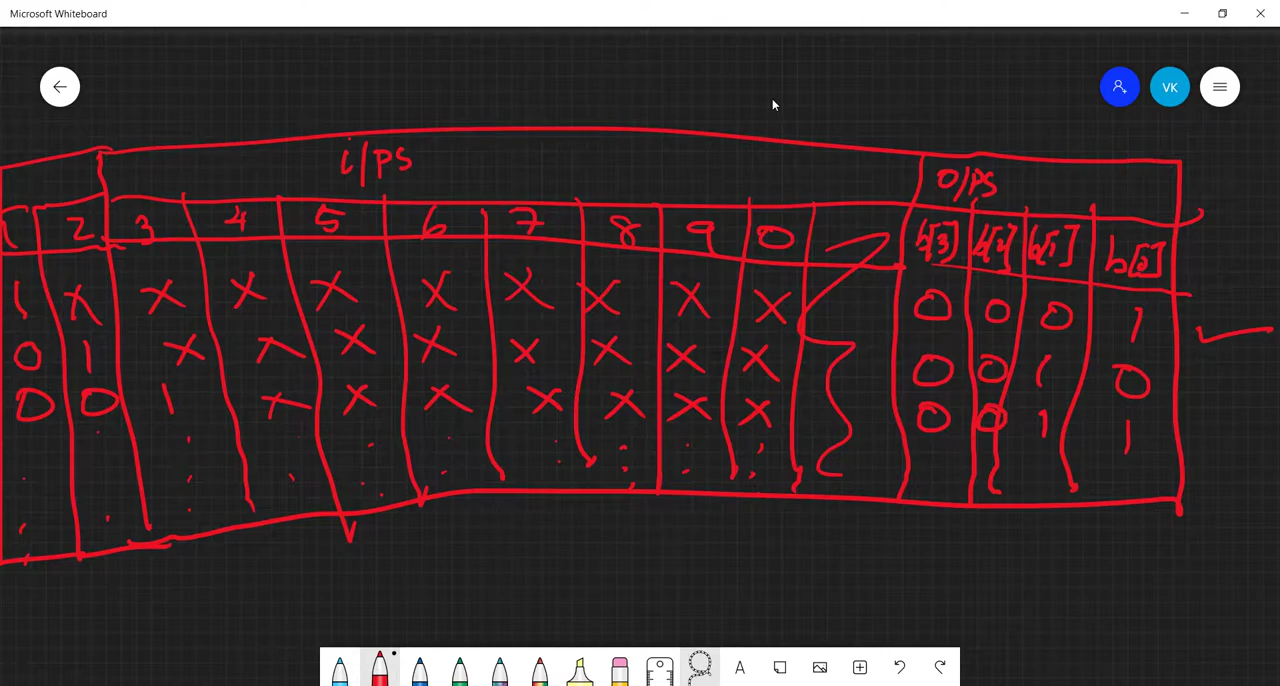 Microsoft Whiteboard
VK
i/ps
o/ps
1 2 3 4 5 6 7 8 9 0 b[3] b[2] b[1] b[0]
1 X X X X X X X X X 0 0 0 1
0 1 X X X X X X X X 0 0 1 0
0 0 1 X X X X X X X 0 0 1 1
A